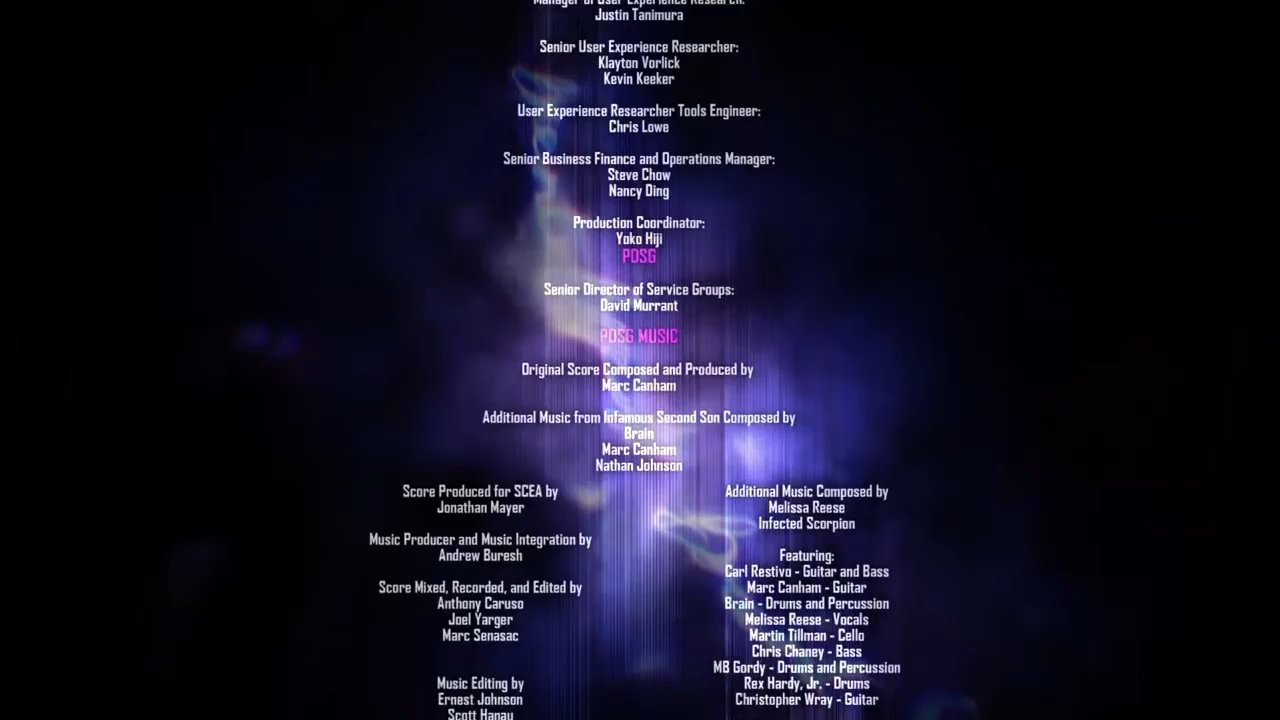 Manager of User Experience Research:
Justin Tanimura
Senior User Experience Researcher:
Klayton Vorlick
Kevin Keeker
User Experience Researcher Tools Engineer:
Chris Lowe
Senior Business Finance and Operations Manager:
Steve Chow
Nancy Ding
Production Coordinator:
Yoko Hiji
PDSG
Senior Director of Service Groups:
David Murrant
PDSG MUSIC
Original Score Composed and Produced by
Marc Canham
Additional Music from Infamous Second Son Composed by
Brain
Marc Canham
Nathan Johnson
Score Produced for SCEA by
Jonathan Mayer
Music Producer and Music Integration by
Andrew Buresh
Score Mixed, Recorded, and Edited by
Anthony Caruso
Joel Yarger
Marc Senasac
Music Editing by
Ernest Johnson
Scott Hanau
Additional Music Composed by
Melissa Reese
Infected Scorpion
Featuring:
Carl Restivo - Guitar and Bass
Marc Canham - Guitar
Brain - Drums and Percussion
Melissa Reese - Vocals
Martin Tillman - Cello
Chris Chaney - Bass
MB Gordy - Drums and Percussion
Rex Hardy, Jr. - Drums
Christopher Wray - Guitar